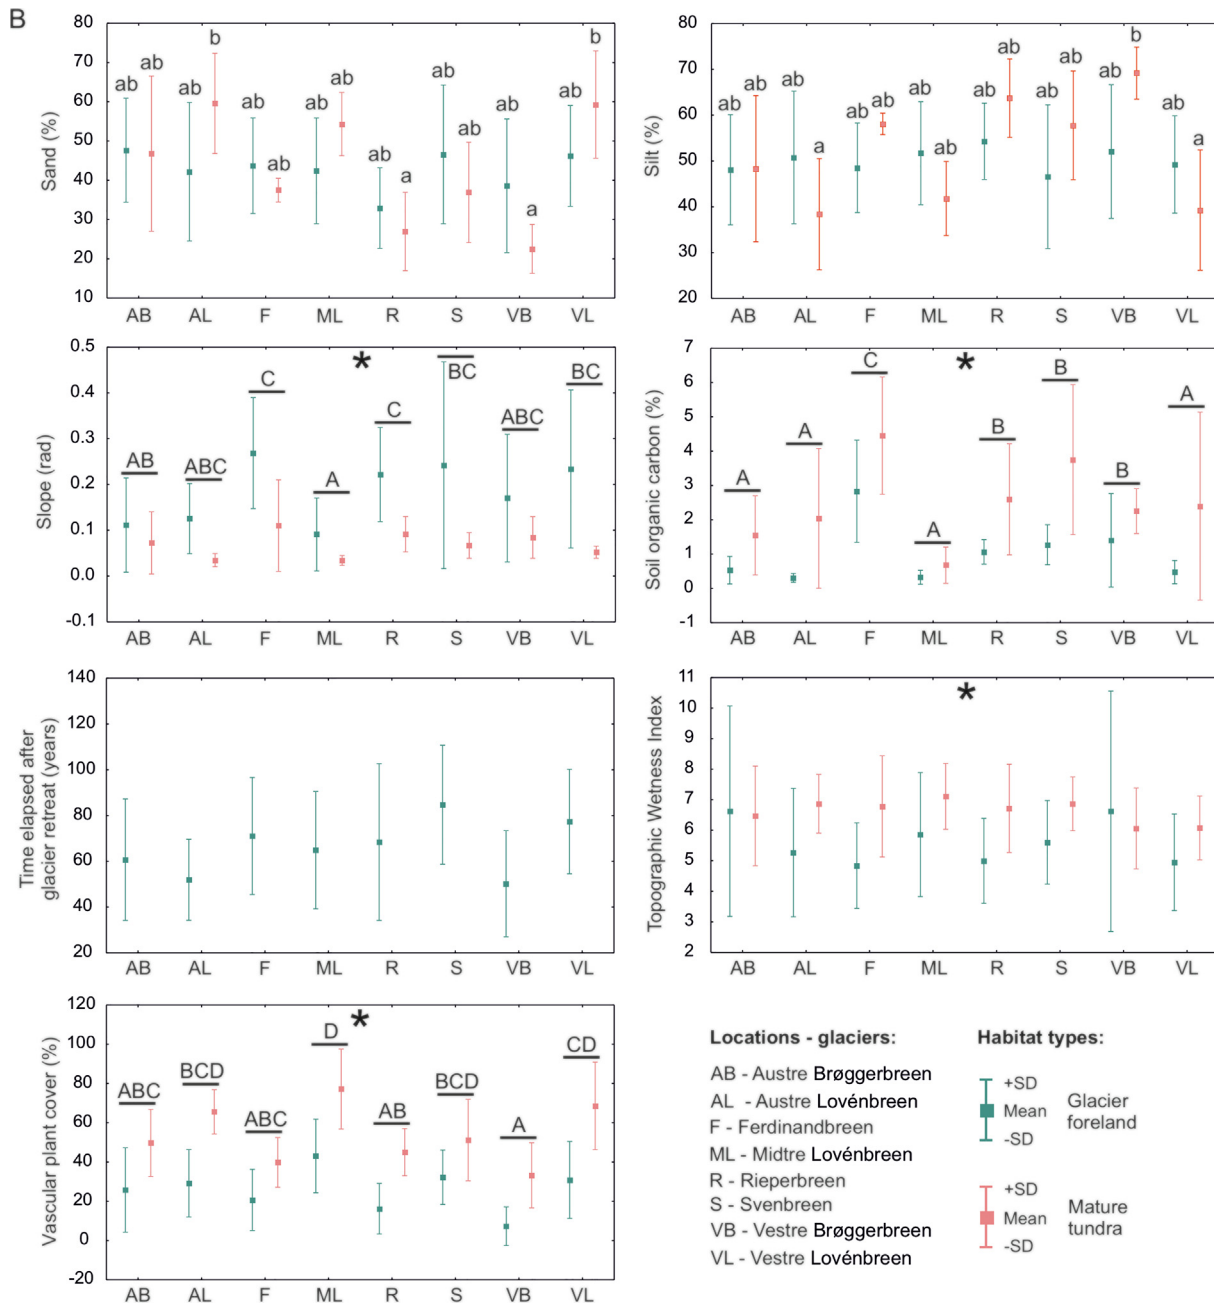 B
Sand (%)
80
70
60
50
40
30
20
10
ab ab ab b ab ab ab ab ab a ab ab ab a ab b
AB AL F ML R S VB VL
Silt (%)
80
70
60
50
40
30
20
ab ab ab a ab ab ab ab ab ab ab ab ab b ab a
AB AL F ML R S VB VL
Slope (rad)
0.5
0.4
0.3
0.2
0.1
0.0
-0.1
*
AB ABC C A C BC ABC BC
AB AL F ML R S VB VL
Soil organic carbon (%)
7
6
5
4
3
2
1
0
-1
*
A A C A B B B A
AB AL F ML R S VB VL
Time elapsed after
glacier retreat (years)
140
120
100
80
60
40
20
AB AL F ML R S VB VL
Topographic Wetness Index
11
10
9
8
7
6
5
4
3
2
*
AB AL F ML R S VB VL
Vascular plant cover (%)
120
100
80
60
40
20
0
-20
*
ABC BCD ABC D AB BCD A CD
AB AL F ML R S VB VL
Locations - glaciers:
AB - Austre Brøggerbreen
AL - Austre Lovénbreen
F - Ferdinandbreen
ML - Midtre Lovénbreen
R - Rieperbreen
S - Svenbreen
VB - Vestre Brøggerbreen
VL - Vestre Lovénbreen
Habitat types:
+SD
Mean
-SD
Glacier
foreland
+SD
Mean
-SD
Mature
tundra